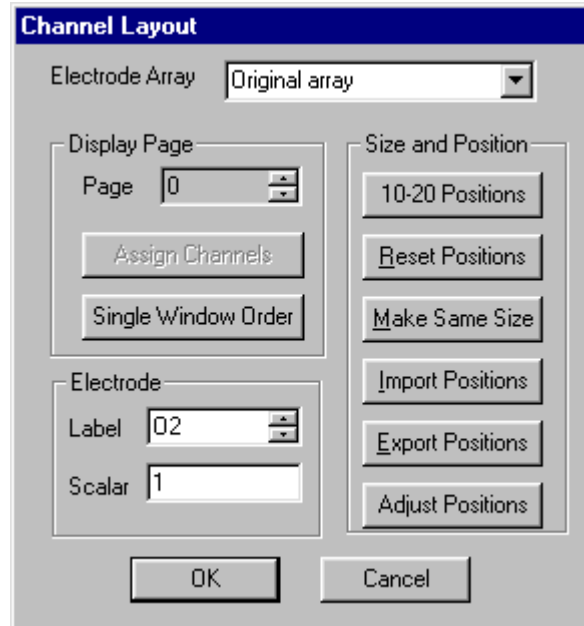 Channel Layout
Electrode Array Original array
Display Page
Page 0
Assign Channels
Single Window Order
Electrode
Label O2
Scalar 1
Size and Position
10-20 Positions
Reset Positions
Make Same Size
Import Positions
Export Positions
Adjust Positions
OK Cancel